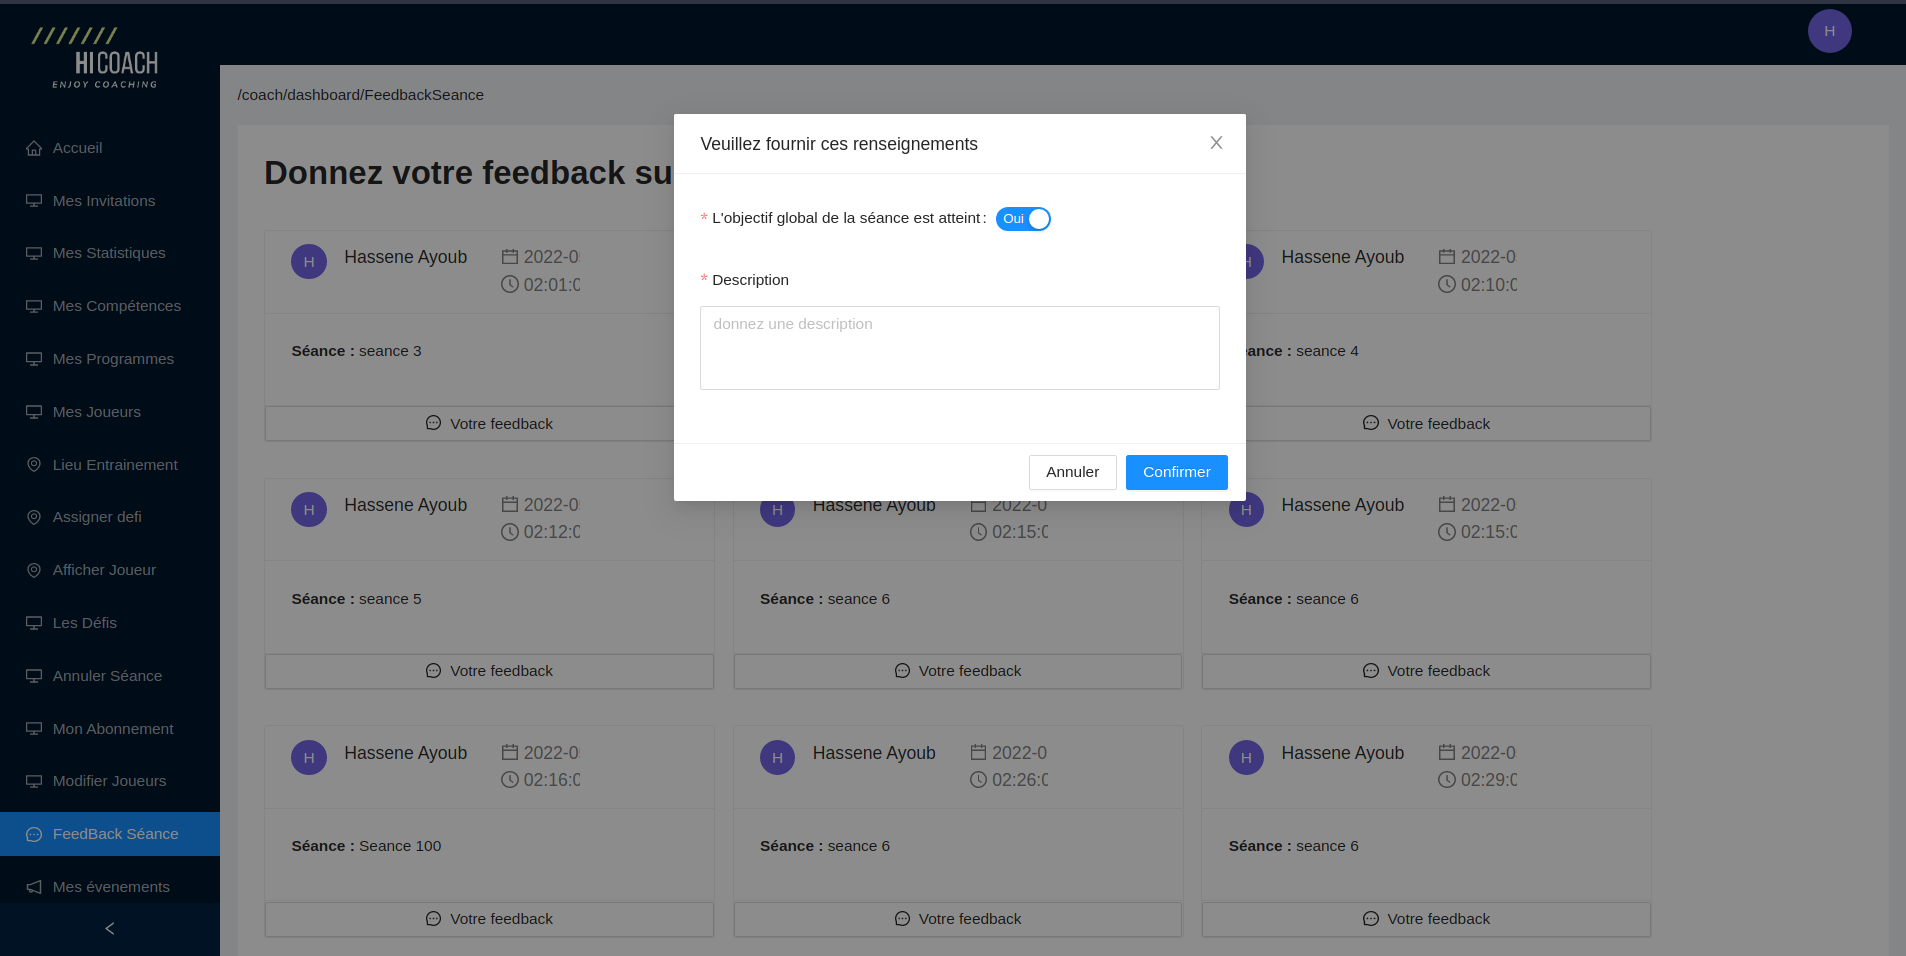 HICOACH
ENJOY COACHING
H
/coach/dashboard/FeedbackSeance
Accueil
Mes Invitations
Mes Statistiques
Mes Compétences
Mes Programmes
Mes Joueurs
Lieu Entrainement
Assigner defi
Afficher Joueur
Les Défis
Annuler Séance
Mon Abonnement
Modifier Joueurs
FeedBack Séance
Mes évenements
Donnez votre feedback su
Veuillez fournir ces renseignements
* L'objectif global de la séance est atteint : Oui
* Description
donnez une description
Annuler Confirmer
H Hassene Ayoub 2022-0
02:01:0
Séance : seance 3
Votre feedback
H Hassene Ayoub 2022-0
02:10:0
éance : seance 4
Votre feedback
H Hassene Ayoub 2022-0
02:12:0
Séance : seance 5
Votre feedback
H Hassene Ayoub 2022-0
02:15:0
Séance : seance 6
Votre feedback
H Hassene Ayoub 2022-0
02:15:0
Séance : seance 6
Votre feedback
H Hassene Ayoub 2022-0
02:16:0
Séance : Seance 100
Votre feedback
H Hassene Ayoub 2022-0
02:26:0
Séance : seance 6
Votre feedback
H Hassene Ayoub 2022-0
02:29:0
Séance : seance 6
Votre feedback